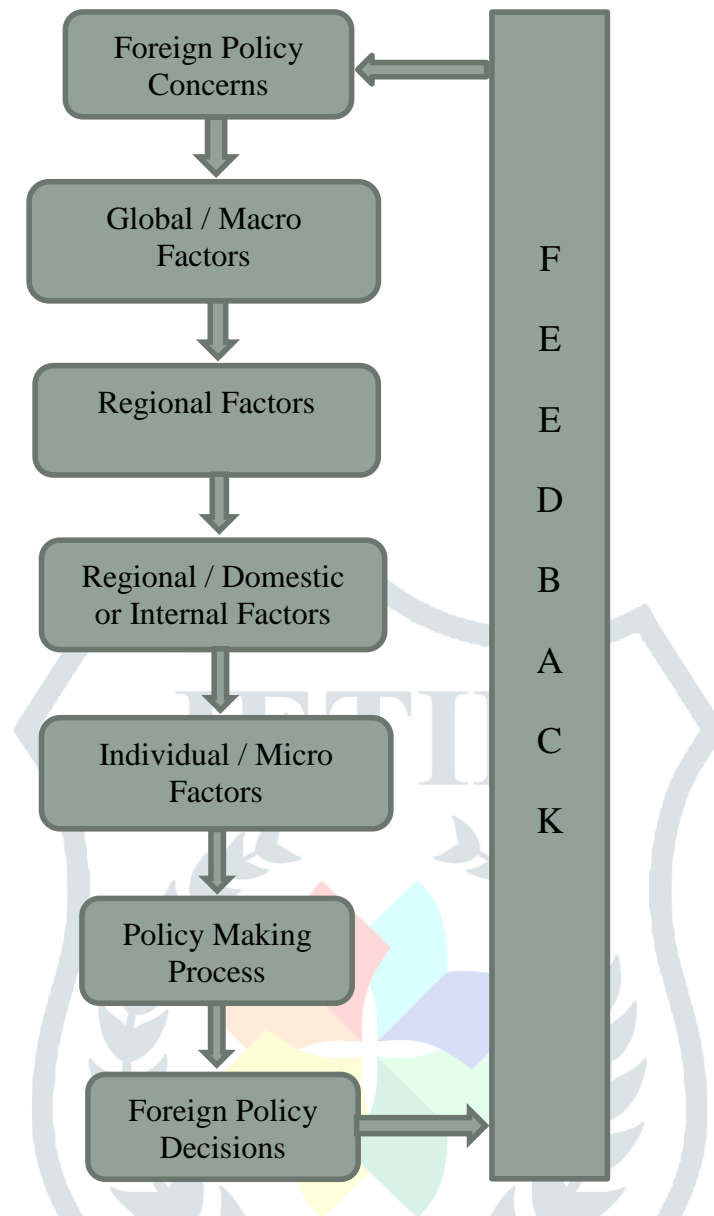 Foreign Policy
Concerns
Global / Macro
Factors
Regional Factors
Regional / Domestic
or Internal Factors
Individual / Micro
Factors
Policy Making
Process
Foreign Policy
Decisions
F
E
E
D
B
A
C
K